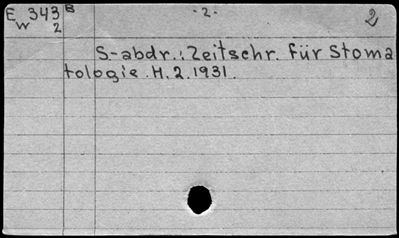 E 343 B - 2. - 2
W 2
S-abdr.: Zeitschr. für Stoma
tologie. H. 2. 1931.